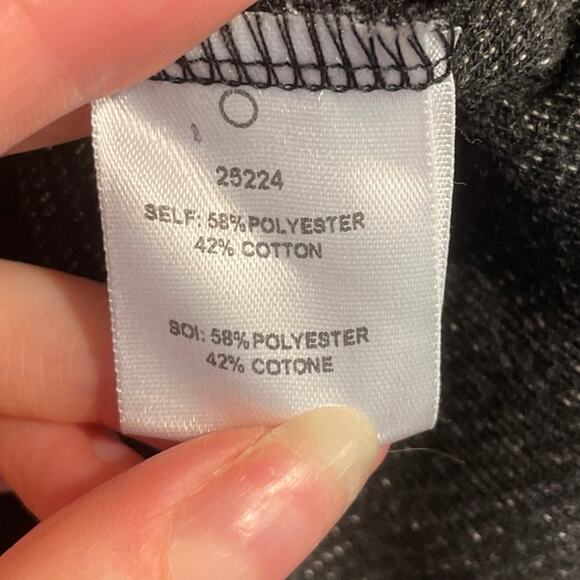 25224
SELF: 58%POLYESTER
42% COTTON
SOI: 58%POLYESTER
42% COTONE